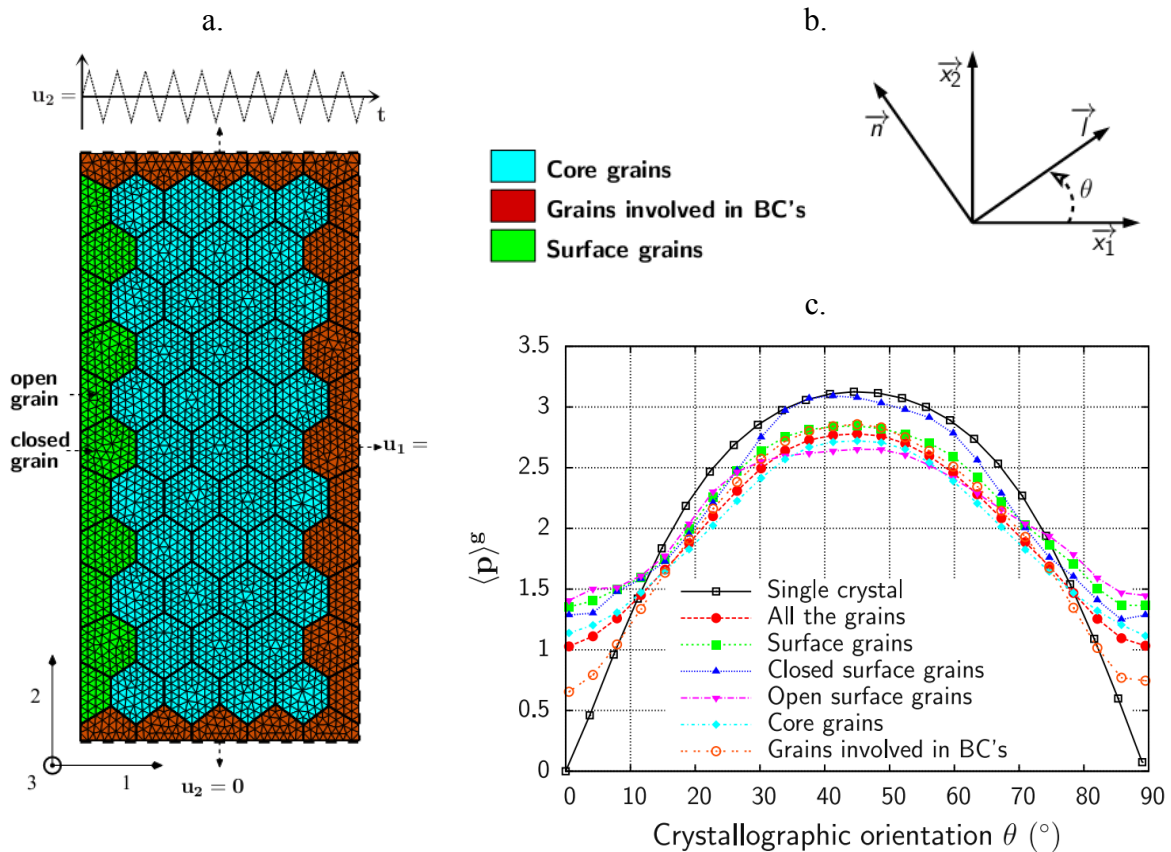 a.
u₂ =
t
open
grain
closed
grain
u₁ =
2
3
1
u₂=0
Core grains
Grains involved in BC's
Surface grains
b.
x₂
n
l
θ
x₁
c.
3.5
3
2.5
2
1.5
1
0.5
0
⟨p⟩ᵍ
Single crystal
All the grains
Surface grains
Closed surface grains
Open surface grains
Core grains
Grains involved in BC's
0 10 20 30 40 50 60 70 80 90
Crystallographic orientation θ (°)